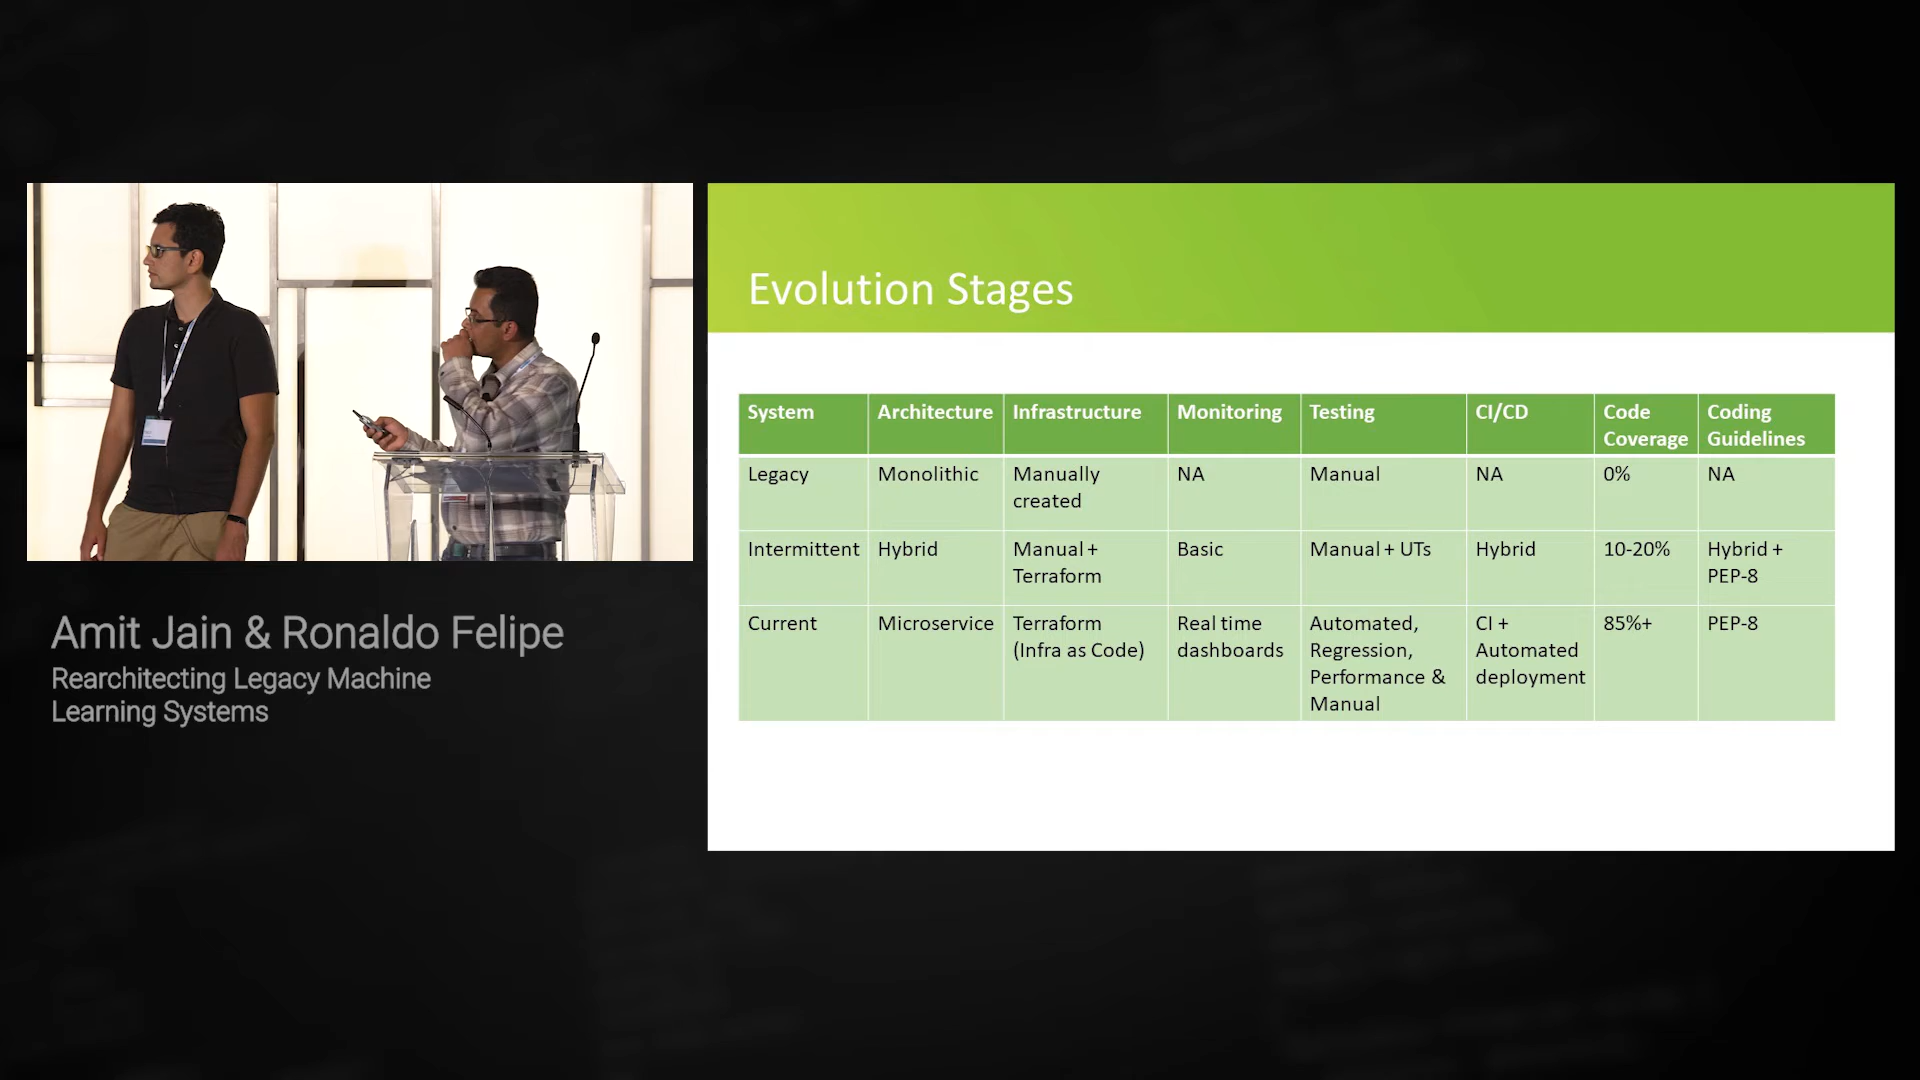 Evolution Stages
System Architecture Infrastructure Monitoring Testing CI/CD Code Coverage Coding Guidelines
Legacy Monolithic Manually created NA Manual NA 0% NA
Intermittent Hybrid Manual + Terraform Basic Manual + UTs Hybrid 10-20% Hybrid + PEP-8
Current Microservice Terraform (Infra as Code) Real time dashboards Automated, Regression, Performance & Manual CI + Automated deployment 85%+ PEP-8
Amit Jain & Ronaldo Felipe
Rearchitecting Legacy Machine
Learning Systems